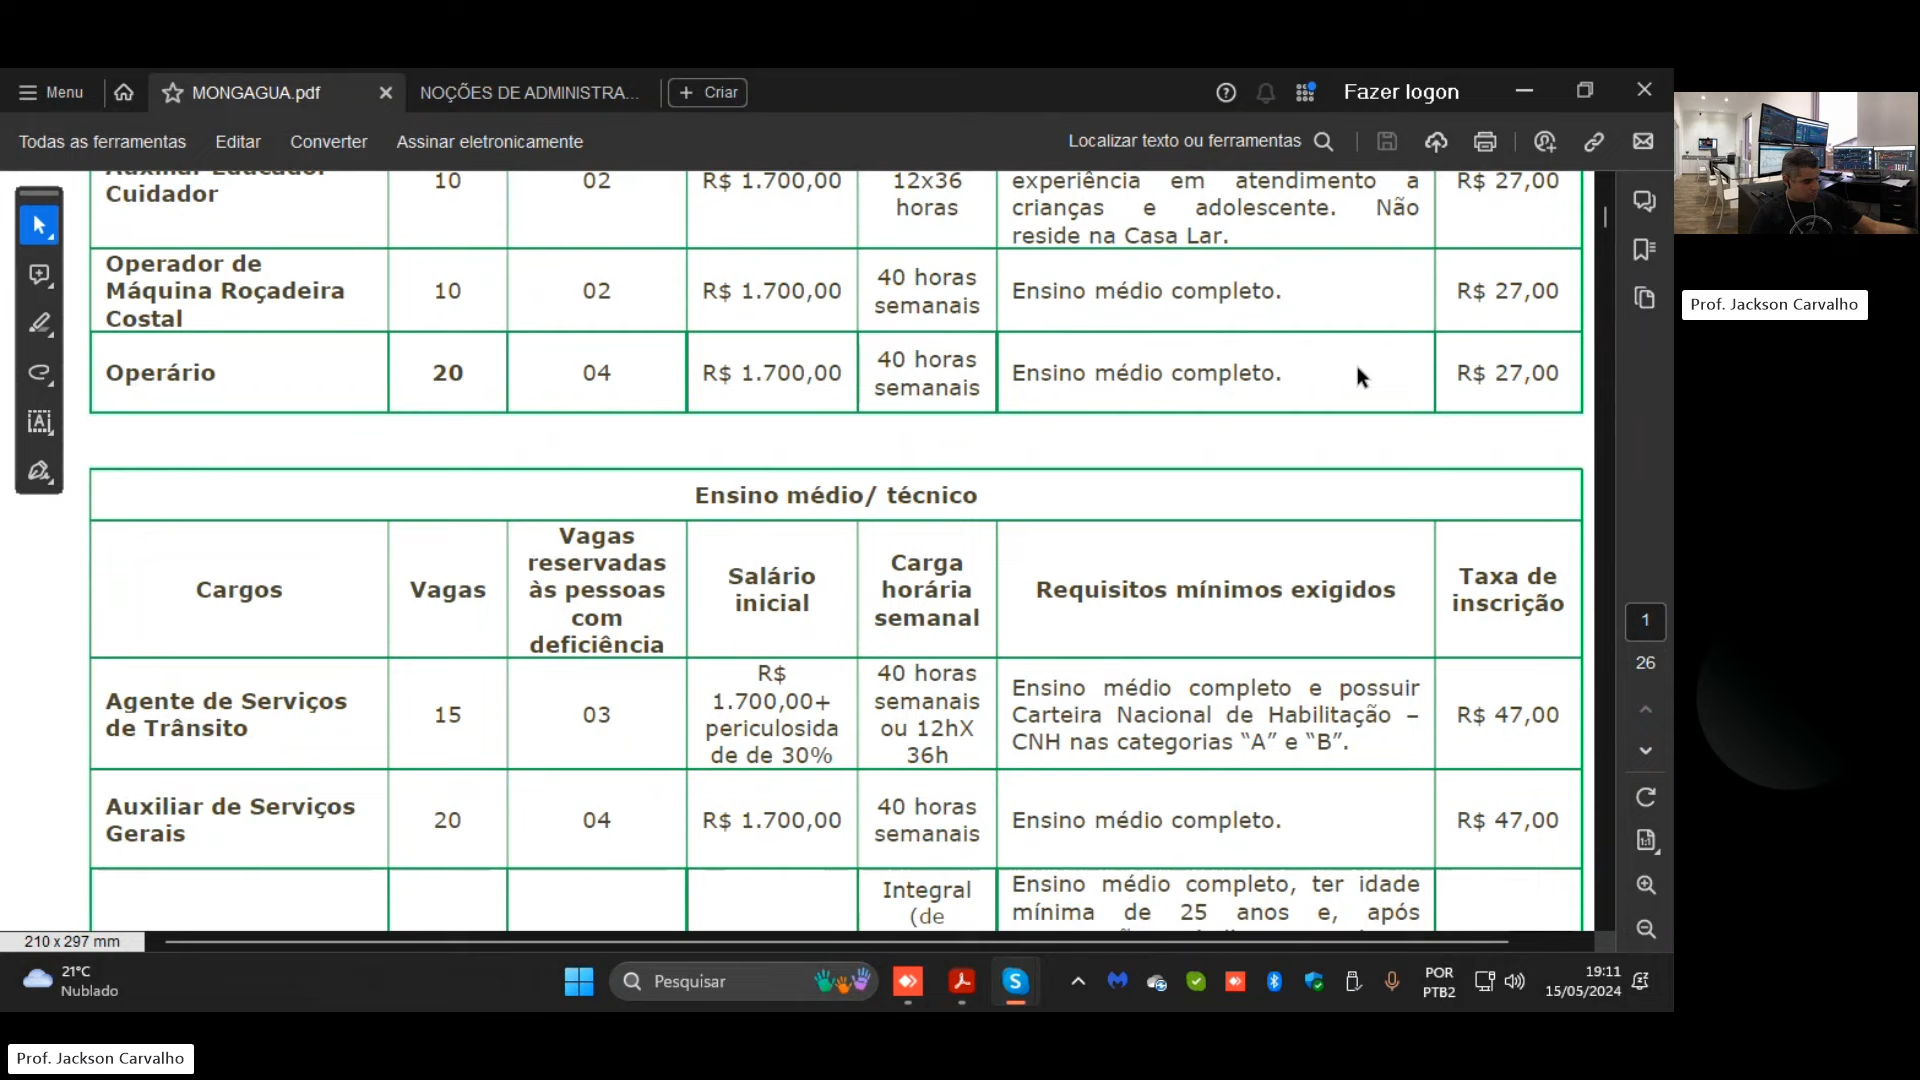 Menu
MONGAGUA.pdf
NOÇÕES DE ADMINISTRA...
Criar
Fazer logon
Todas as ferramentas
Editar
Converter
Assinar eletronicamente
Localizar texto ou ferramentas
Auxiliar Educador
Cuidador
10
02
R$ 1.700,00
12x36
horas
experiência em atendimento a
crianças e adolescente. Não
reside na Casa Lar.
R$ 27,00
Operador de
Máquina Roçadeira
Costal
10
02
R$ 1.700,00
40 horas
semanais
Ensino médio completo.
R$ 27,00
Operário
20
04
R$ 1.700,00
40 horas
semanais
Ensino médio completo.
R$ 27,00
Ensino médio/ técnico
Cargos
Vagas
Vagas
reservadas
às pessoas
com
deficiência
Salário
inicial
Carga
horária
semanal
Requisitos mínimos exigidos
Taxa de
inscrição
Agente de Serviços
de Trânsito
15
03
R$
1.700,00+
periculosida
de de 30%
40 horas
semanais
ou 12hX
36h
Ensino médio completo e possuir
Carteira Nacional de Habilitação –
CNH nas categorias “A” e “B”.
R$ 47,00
Auxiliar de Serviços
Gerais
20
04
R$ 1.700,00
40 horas
semanais
Ensino médio completo.
R$ 47,00
Integral
(de
Ensino médio completo, ter idade
mínima de 25 anos e, após
1
26
210 x 297 mm
21°C
Nublado
Pesquisar
POR
PTB2
19:11
15/05/2024
Prof. Jackson Carvalho
Prof. Jackson Carvalho